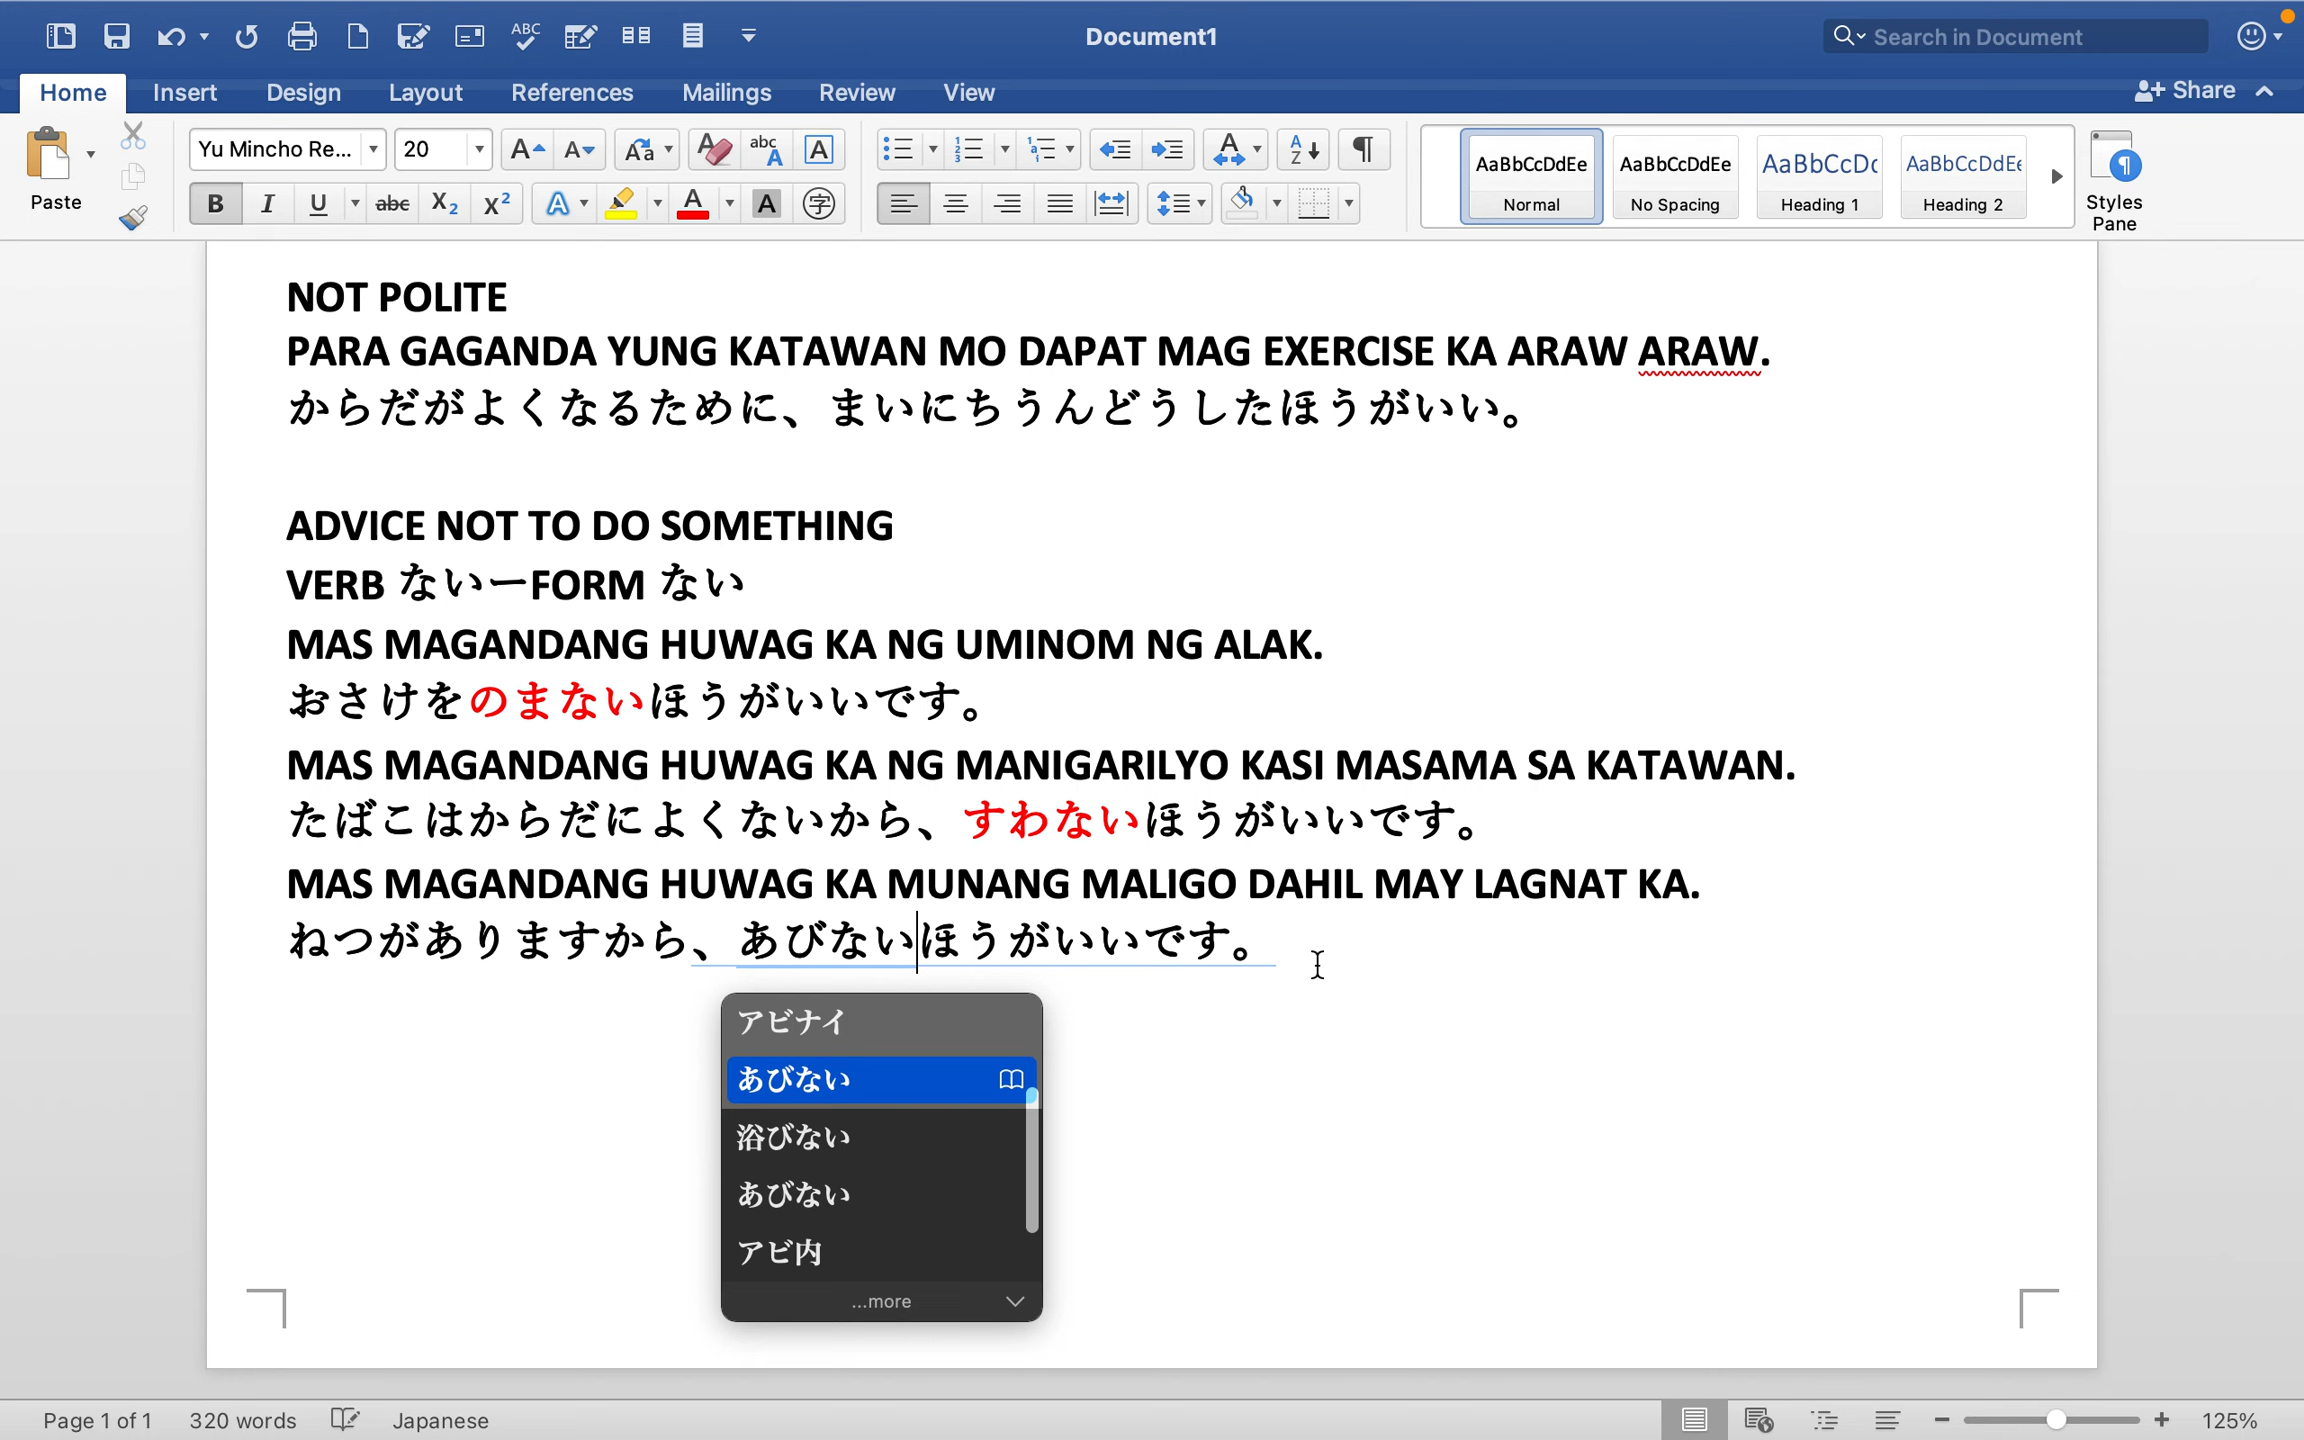 Document1
Search in Document
Home Insert Design Layout References Mailings Review View Share
Paste
Yu Mincho Re... 20
AaBbCcDdEe Normal
AaBbCcDdEe No Spacing
AaBbCcDc Heading 1
AaBbCcDdEe Heading 2
Styles Pane
NOT POLITE
PARA GAGANDA YUNG KATAWAN MO DAPAT MAG EXERCISE KA ARAW ARAW.
からだがよくなるために、まいにちうんどうしたほうがいい。
ADVICE NOT TO DO SOMETHING
VERB ないーFORM ない
MAS MAGANDANG HUWAG KA NG UMINOM NG ALAK.
おさけをのまないほうがいいです。
MAS MAGANDANG HUWAG KA NG MANIGARILYO KASI MASAMA SA KATAWAN.
たばこはからだによくないから、すわないほうがいいです。
MAS MAGANDANG HUWAG KA MUNANG MALIGO DAHIL MAY LAGNAT KA.
ねつがありますから、あびないほうがいいです。
アビナイ
あびない
浴びない
あびない
アビ内
...more
Page 1 of 1 320 words Japanese 125%